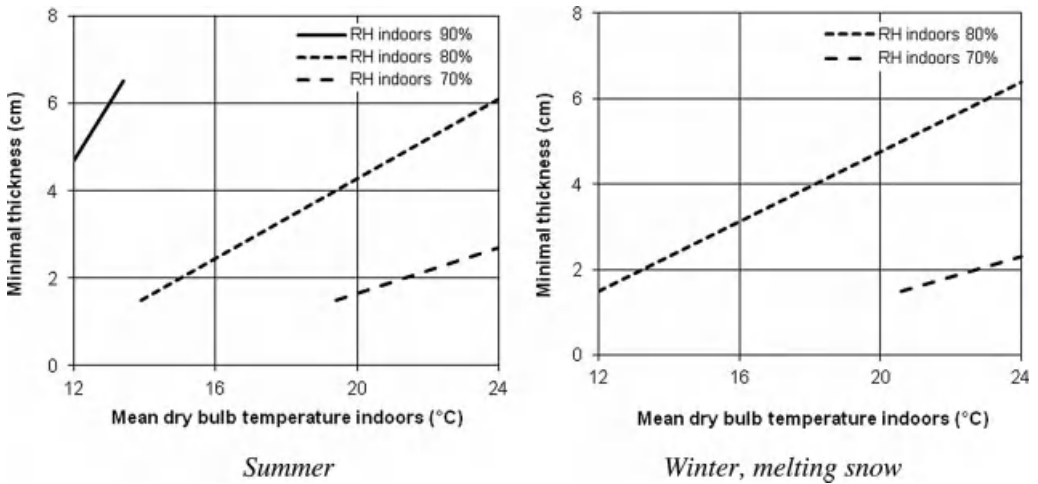 8
RH indoors 90%
RH indoors 80%
RH indoors 70%
6
4
2
0
Minimal thickness (cm)
12 16 20 24
Mean dry bulb temperature indoors (°C)
Summer
8
RH indoors 80%
RH indoors 70%
6
4
2
0
Minimal thickness (cm)
12 16 20 24
Mean dry bulb temperature indoors (°C)
Winter, melting snow